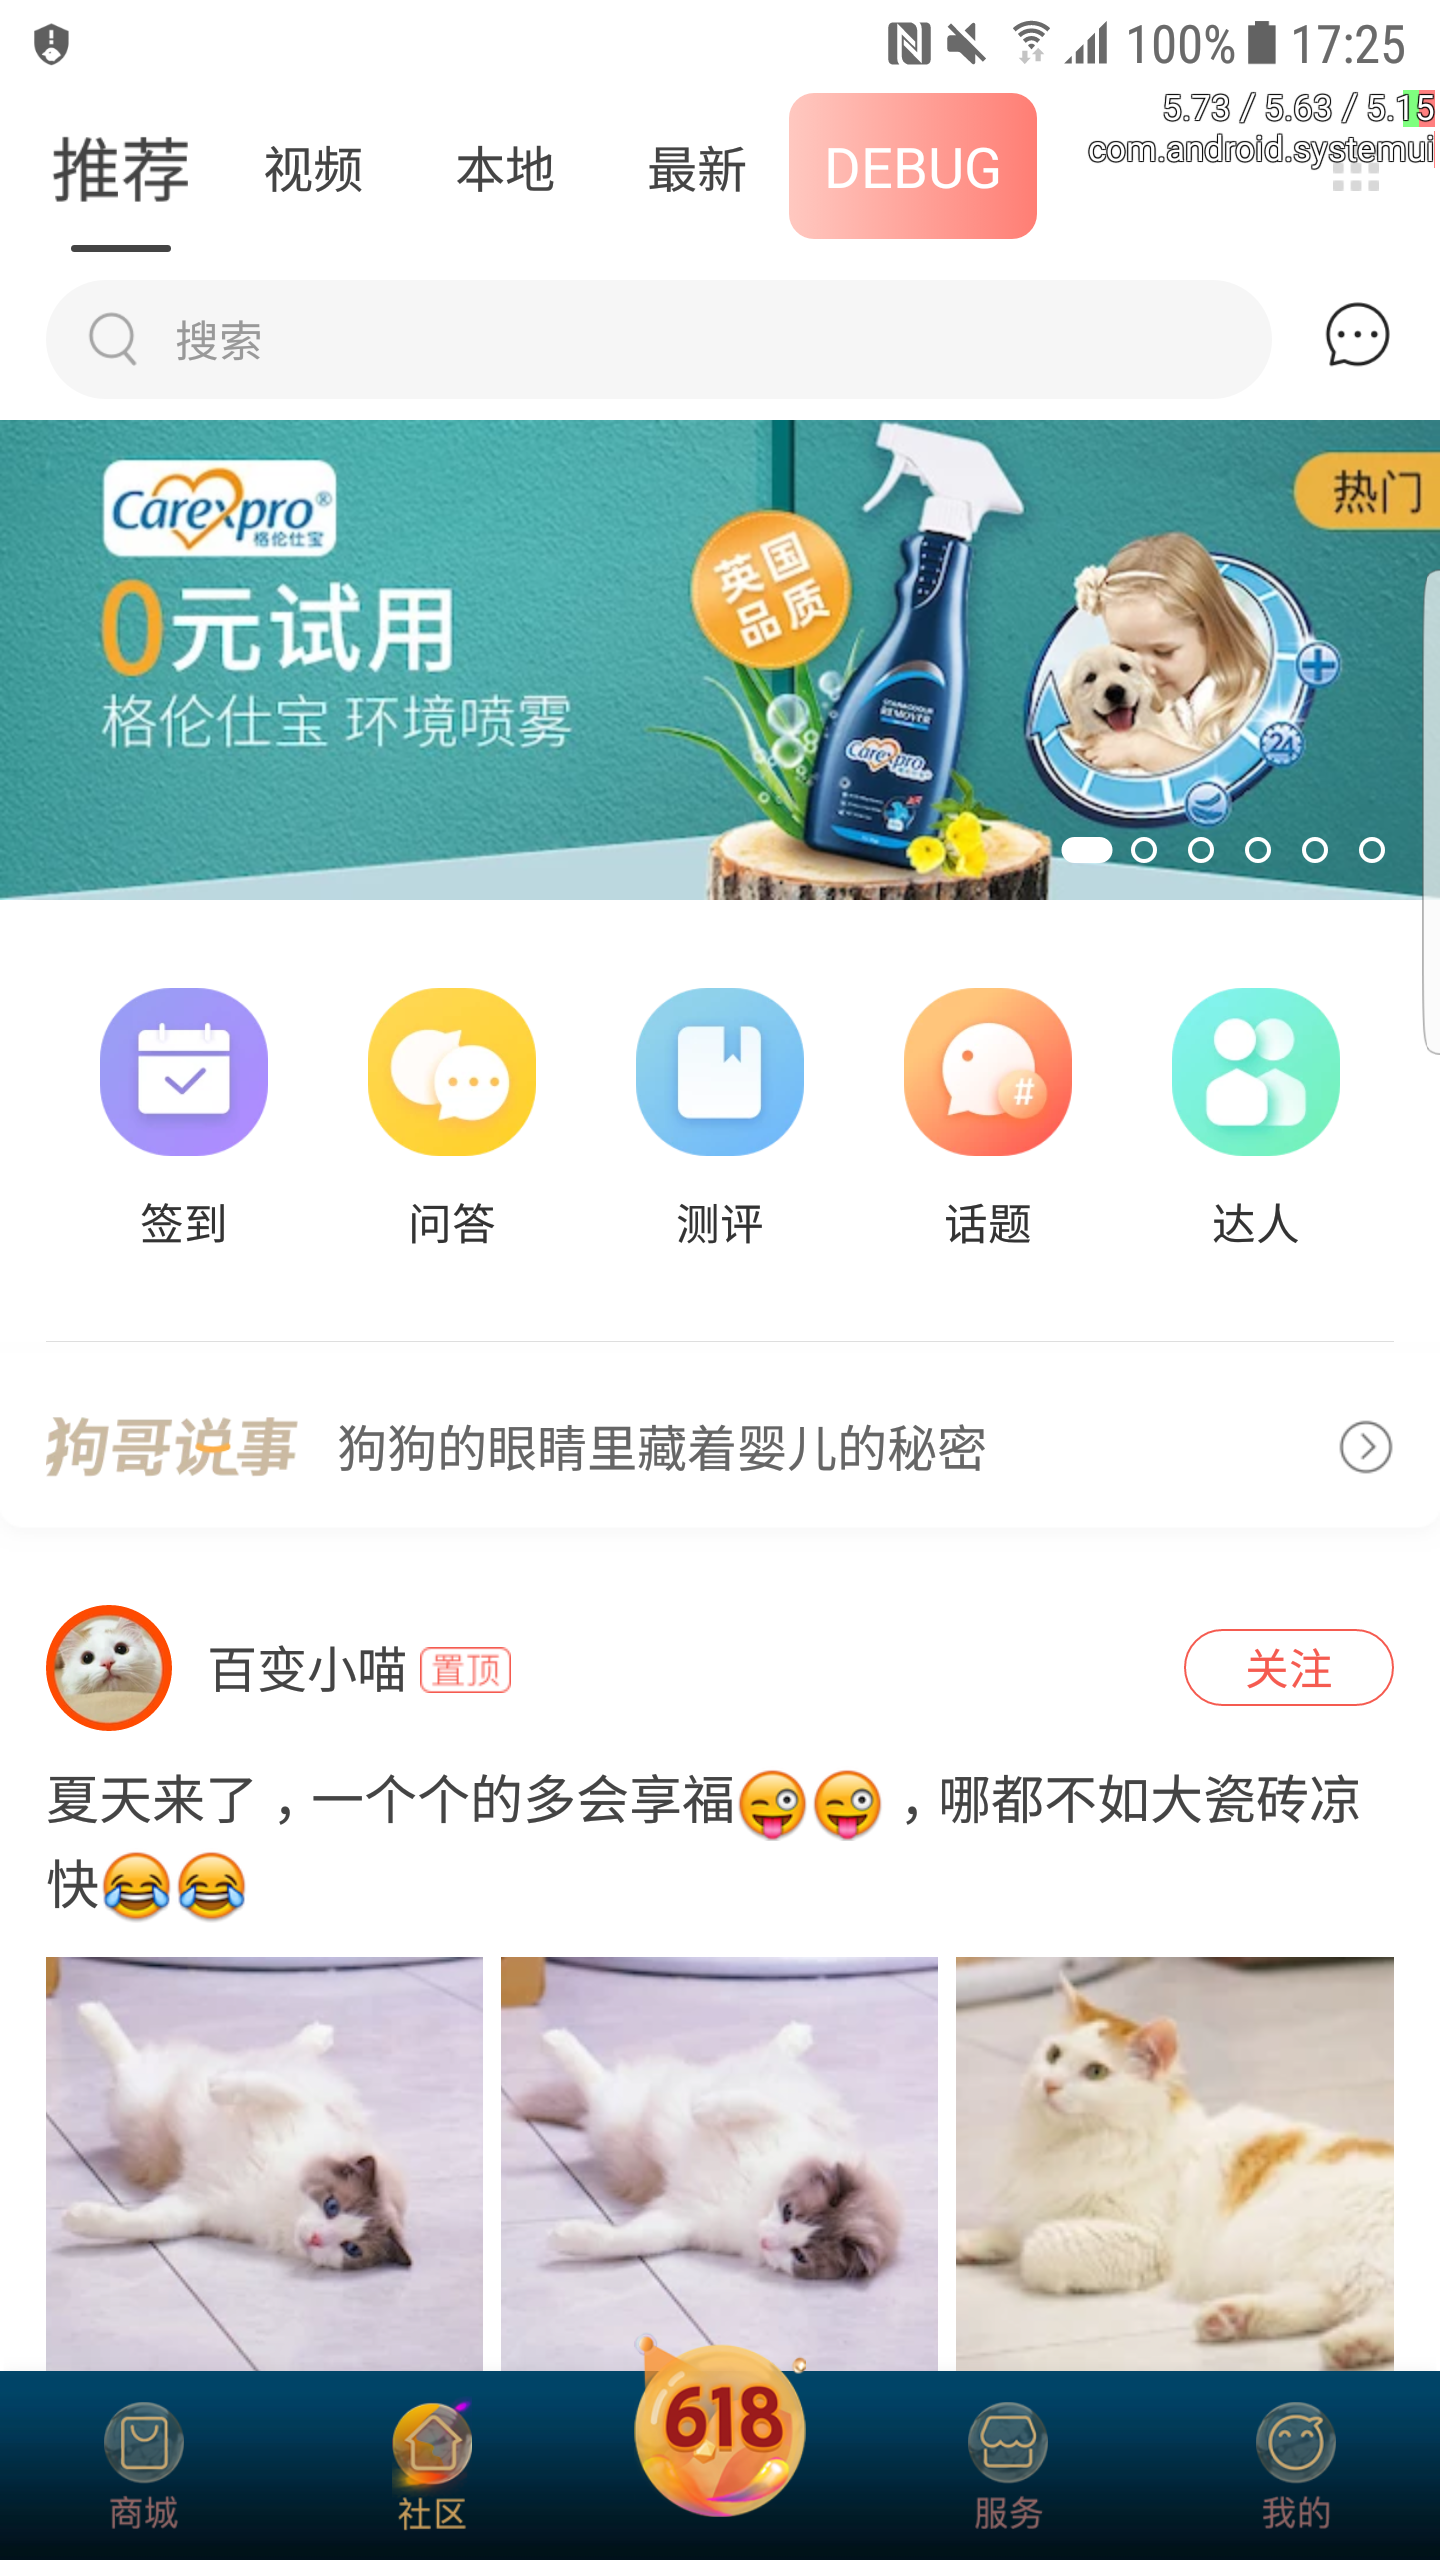 100% 17:25
5.73 / 5.63 / 5.15
com.android.systemui
推荐 视频 本地 最新 DEBUG
搜索
Carexpro®
格伦仕宝
热门
0元试用
英国
品质
格伦仕宝 环境喷雾
REMOVER
Carexpro
24
#
签到 问答 测评 话题 达人
狗哥说事 狗狗的眼睛里藏着婴儿的秘密
百变小喵 置顶 关注
夏天来了，一个个的多会享福😜😜，哪都不如大瓷砖凉
快😂😂
618
商城 社区 服务 我的